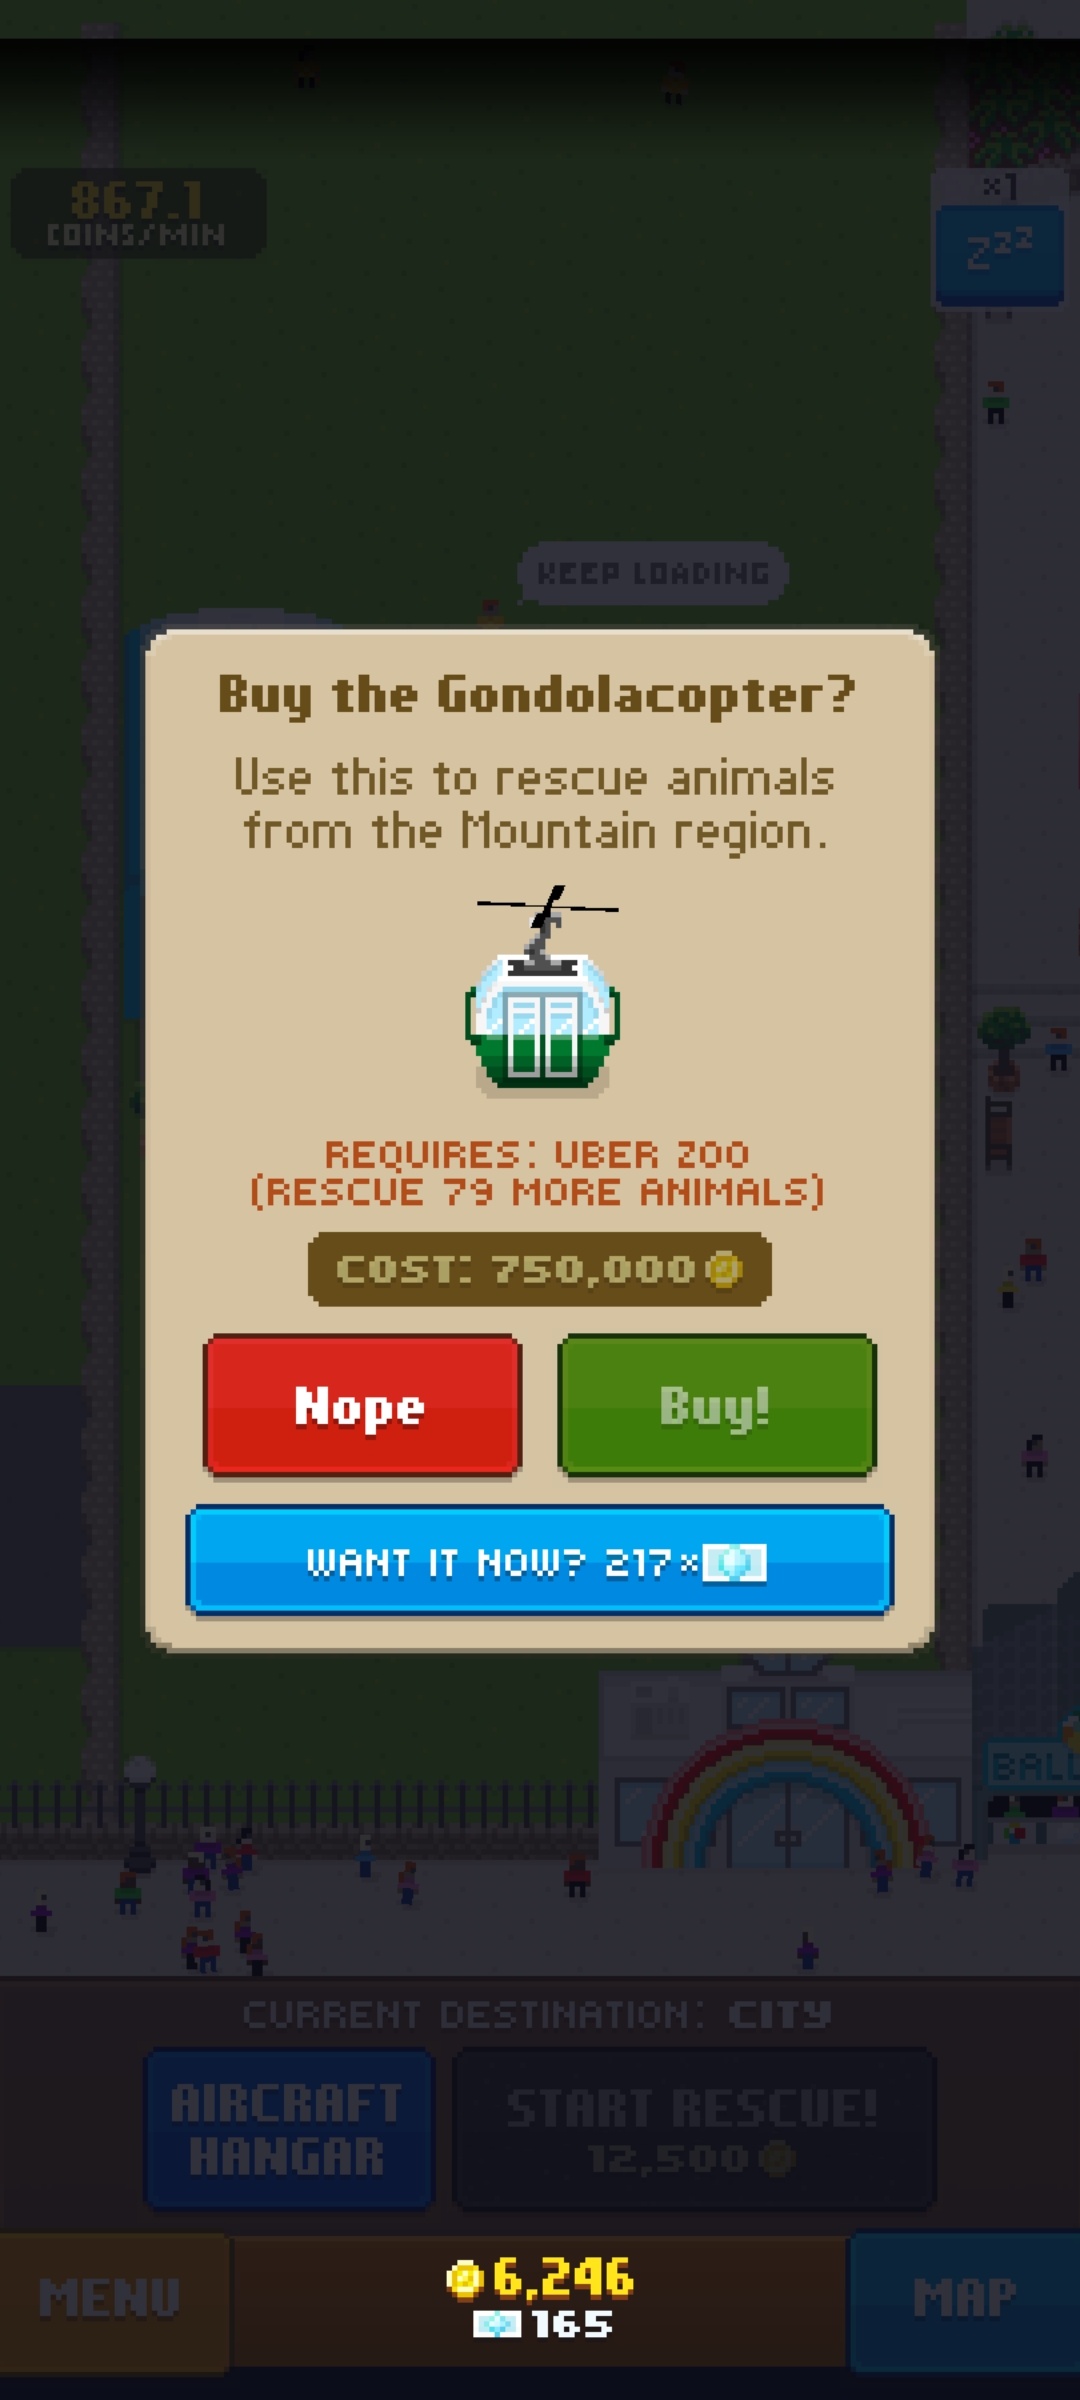 867.1
COINS/MIN
x1
Zzz
KEEP LOADING
Buy the Gondolacopter?
Use this to rescue animals
from the Mountain region.
REQUIRES: UBER ZOO
(RESCUE 79 MORE ANIMALS)
COST: 750,000
Nope
Buy!
WANT IT NOW? 217x
BALL
CURRENT DESTINATION: CITY
AIRCRAFT
HANGAR
START RESCUE!
12,500
MENU
6,246
165
MAP